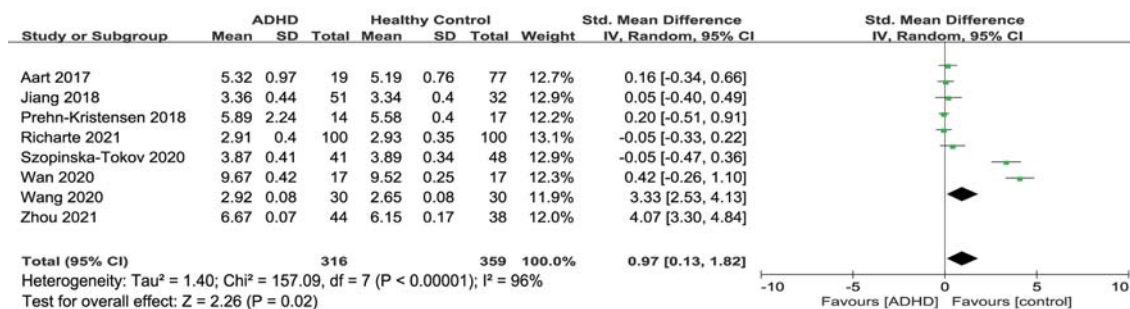 ADHD Healthy Control Std. Mean Difference Std. Mean Difference
Study or Subgroup Mean SD Total Mean SD Total Weight IV, Random, 95% CI IV, Random, 95% CI
Aart 2017 5.32 0.97 19 5.19 0.76 77 12.7% 0.16 [-0.34, 0.66]
Jiang 2018 3.36 0.44 51 3.34 0.4 32 12.9% 0.05 [-0.40, 0.49]
Prehn-Kristensen 2018 5.89 2.24 14 5.58 0.4 17 12.2% 0.20 [-0.51, 0.91]
Richarte 2021 2.91 0.4 100 2.93 0.35 100 13.1% -0.05 [-0.33, 0.22]
Szopinska-Tokov 2020 3.87 0.41 41 3.89 0.34 48 12.9% -0.05 [-0.47, 0.36]
Wan 2020 9.67 0.42 17 9.52 0.25 17 12.3% 0.42 [-0.26, 1.10]
Wang 2020 2.92 0.08 30 2.65 0.08 30 11.9% 3.33 [2.53, 4.13]
Zhou 2021 6.67 0.07 44 6.15 0.17 38 12.0% 4.07 [3.30, 4.84]
Total (95% CI) 316 359 100.0% 0.97 [0.13, 1.82]
Heterogeneity: Tau² = 1.40; Chi² = 157.09, df = 7 (P < 0.00001); I² = 96%
Test for overall effect: Z = 2.26 (P = 0.02)
-10 -5 0 5 10
Favours [ADHD] Favours [control]